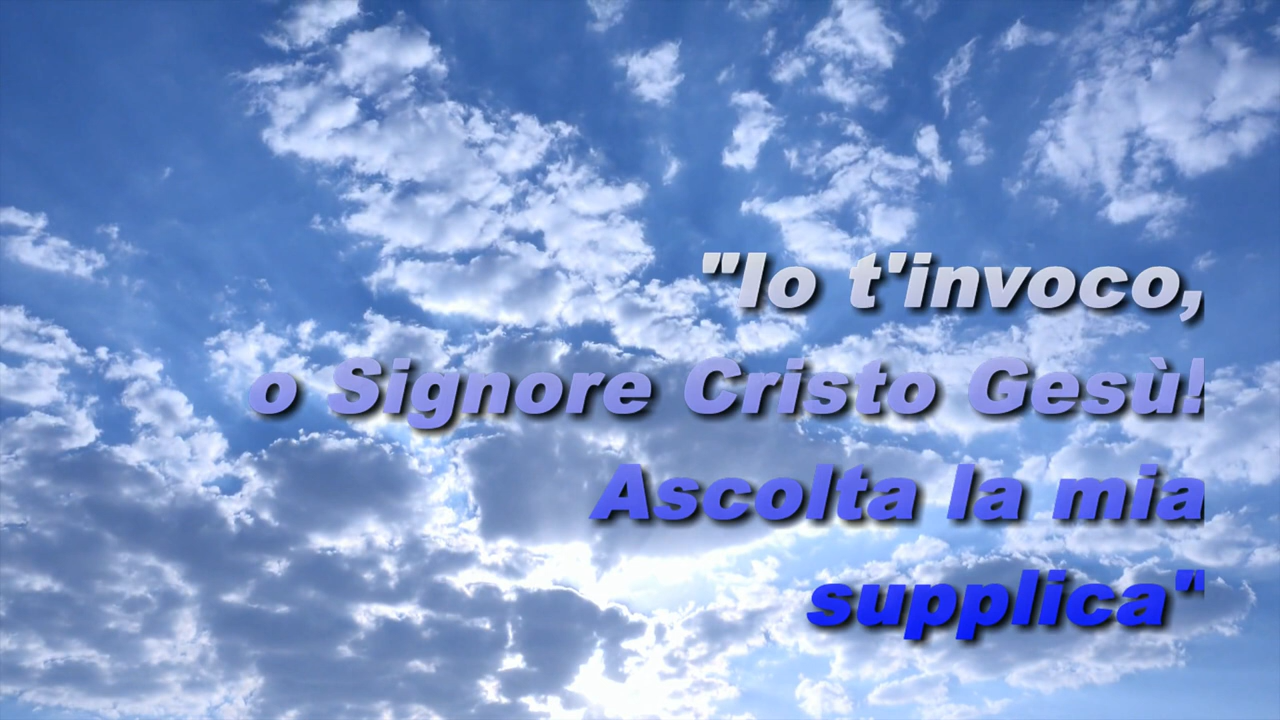 "Io t'invoco,
o Signore Cristo Gesù!
Ascolta la mia
supplica"